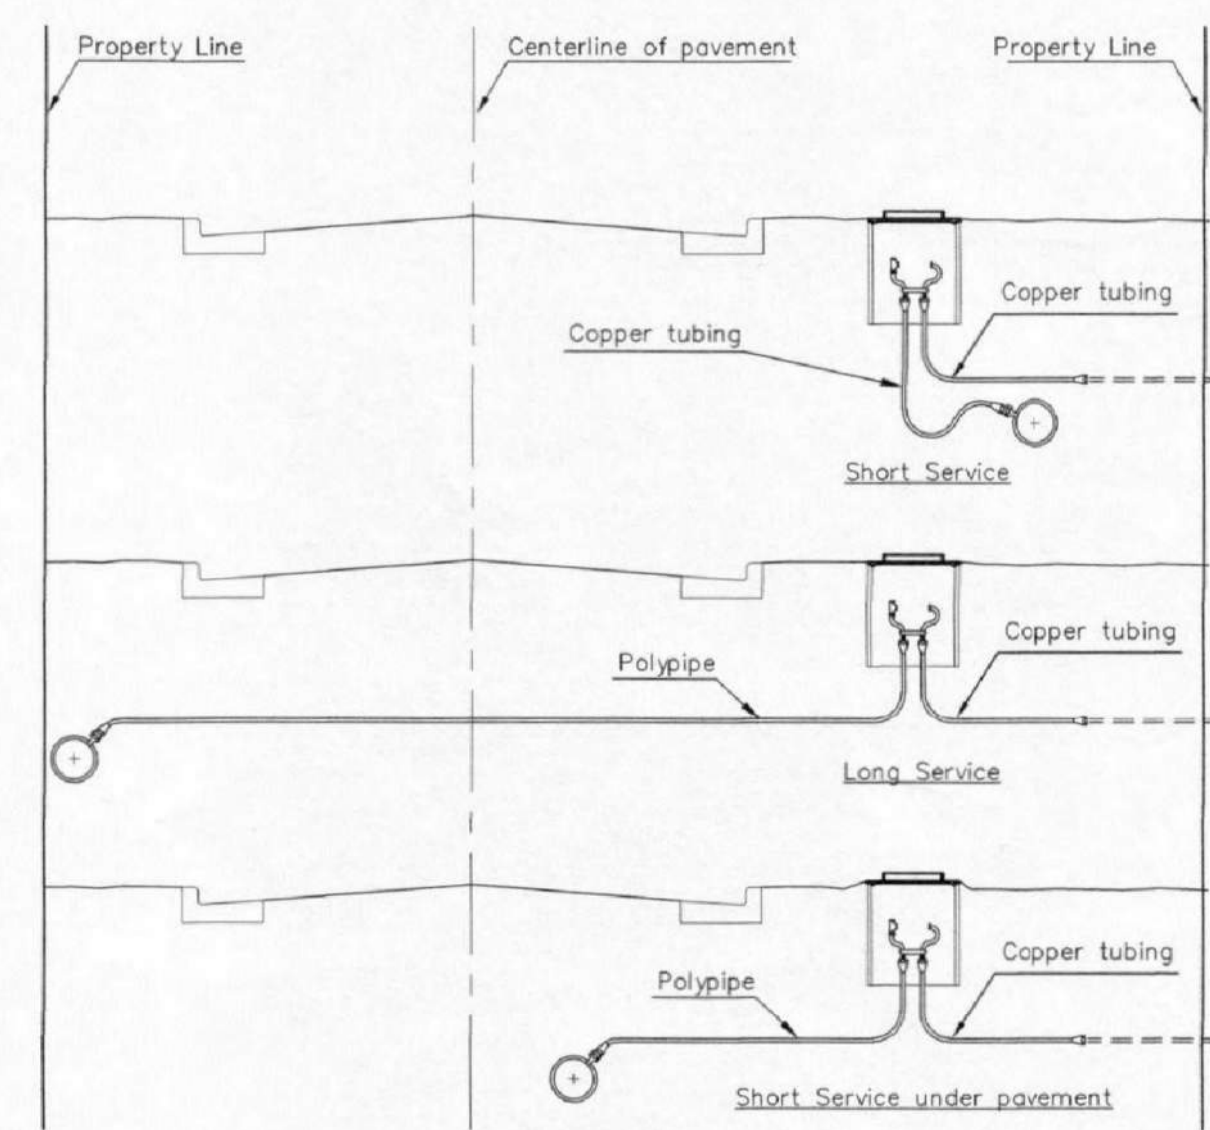 Property Line
Centerline of pavement
Property Line
Copper tubing
Copper tubing
Short Service
Copper tubing
Polypipe
Long Service
Copper tubing
Polypipe
Short Service under pavement